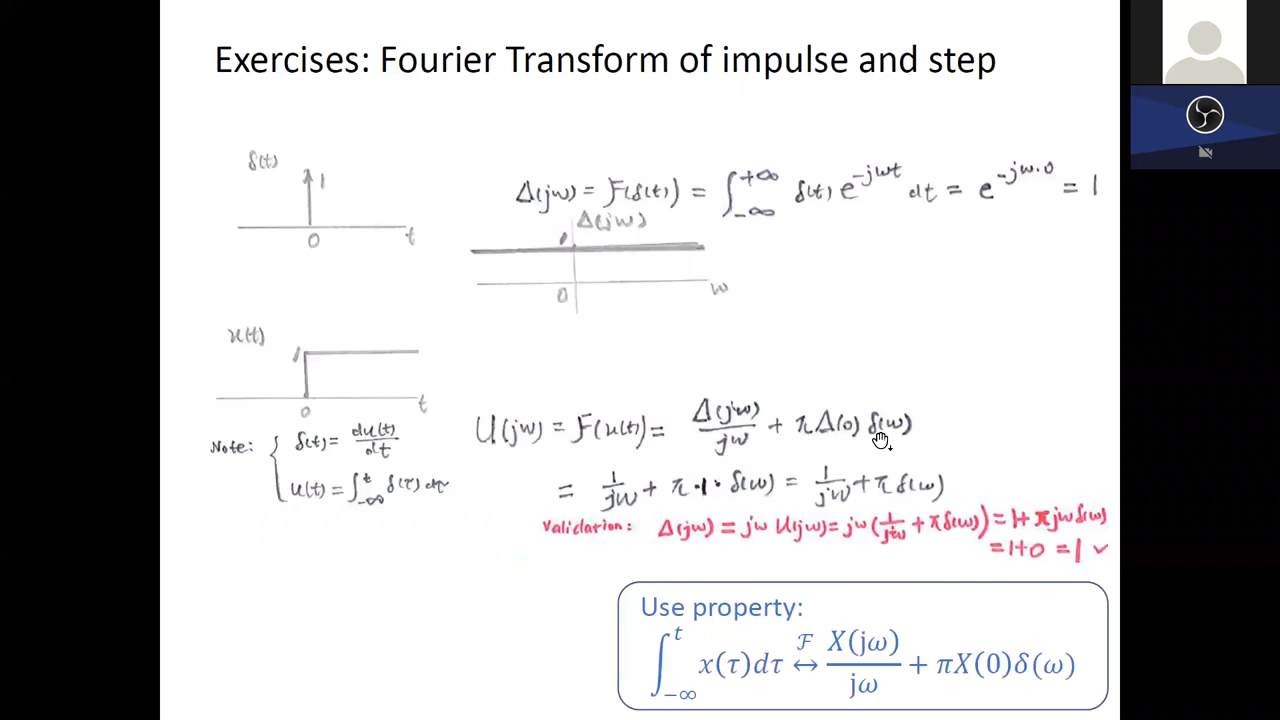 Exercises: Fourier Transform of impulse and step
δ(t)
1
0
t
Δ(jω) = F(δ(t)) = ∫_{-∞}^{+∞} δ(t) e^{-jωt} dt = e^{-jω·0} = 1
Δ(jω)
1
0
ω
u(t)
1
0
t
Note: { δ(t) = du(t)/dt
u(t) = ∫_{-∞}^{t} δ(τ) dτ
U(jω) = F(u(t)) = Δ(jω)/jω + πΔ(0) δ(ω)
= 1/jω + π·1·δ(ω) = 1/jω + πδ(ω)
Validation: Δ(jω) = jω U(jω) = jω(1/jω + πδ(ω)) = 1 + πjωδ(ω)
= 1+0 = 1 ✓
Use property:
∫_{-∞}^{t} x(τ)dτ ℱ↔ X(jω)/jω + πX(0)δ(ω)